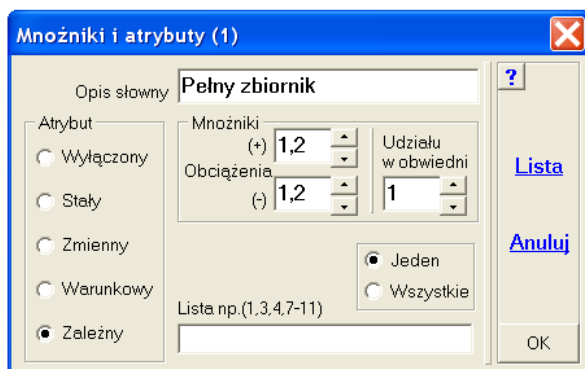 Mnożniki i atrybuty (1)
Opis słowny Pełny zbiornik
?
Atrybut
Wyłączony
Stały
Zmienny
Warunkowy
Zależny
Mnożniki
(+) 1,2
Obciążenia
(-) 1,2
Udziału
w obwiedni
1
Jeden
Wszystkie
Lista np.(1,3,4,7-11)
Lista
Anuluj
OK